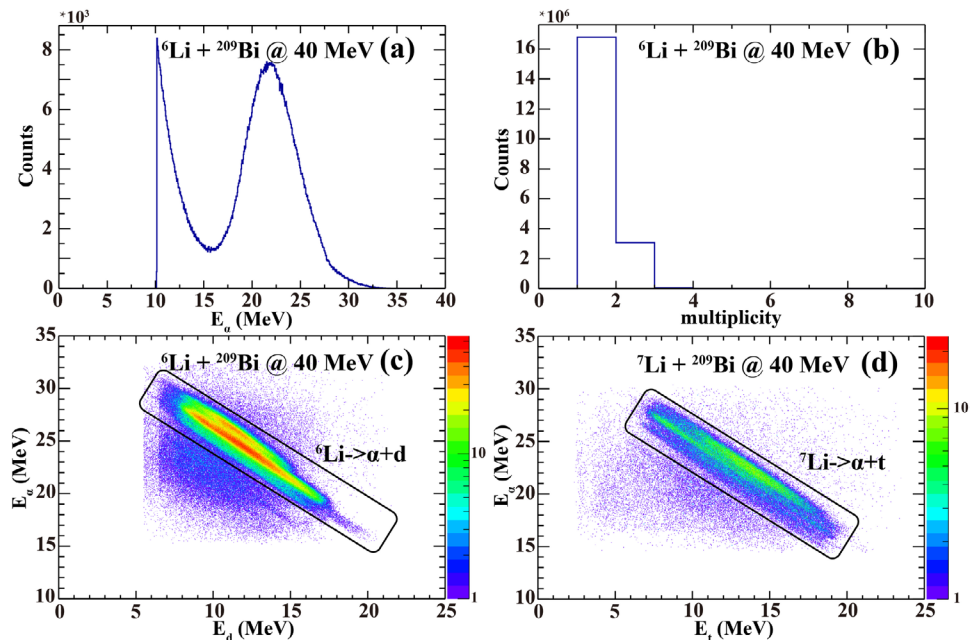 *10³
⁶Li + ²⁰⁹Bi @ 40 MeV (a)
8
6
4
2
0
Counts
0 5 10 15 20 25 30 35 40
E_α (MeV)
*10⁶
⁶Li + ²⁰⁹Bi @ 40 MeV (b)
16
14
12
10
8
6
4
2
0
Counts
0 2 4 6 8 10
multiplicity
⁶Li + ²⁰⁹Bi @ 40 MeV (c)
35
30
25
20
15
10
E_α (MeV)
⁶Li->α+d
0 5 10 15 20 25
E_d (MeV)
10
1
⁷Li + ²⁰⁹Bi @ 40 MeV (d)
35
30
25
20
15
10
E_α (MeV)
⁷Li->α+t
0 5 10 15 20 25
E_t (MeV)
10
1